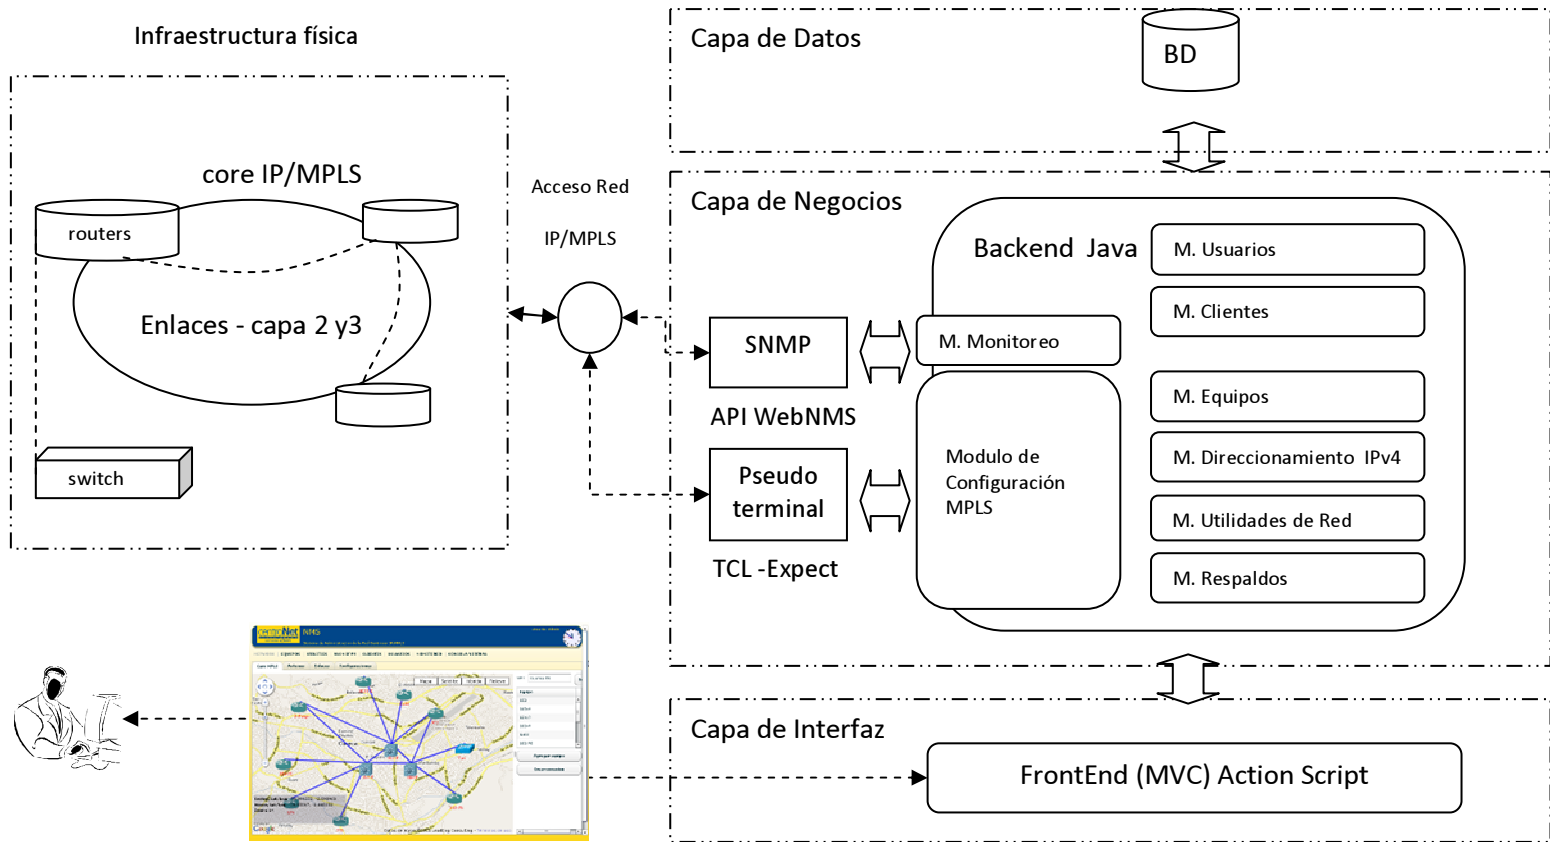 Infraestructura física
core IP/MPLS
routers
Enlaces - capa 2 y3
switch
Acceso Red
IP/MPLS
Capa de Datos
BD
Capa de Negocios
Backend Java
M. Usuarios
M. Clientes
SNMP
M. Monitoreo
API WebNMS
M. Equipos
Pseudo
terminal
Modulo de
Configuración
MPLS
M. Direccionamiento IPv4
M. Utilidades de Red
TCL -Expect
M. Respaldos
NMS
Google
Capa de Interfaz
FrontEnd (MVC) Action Script